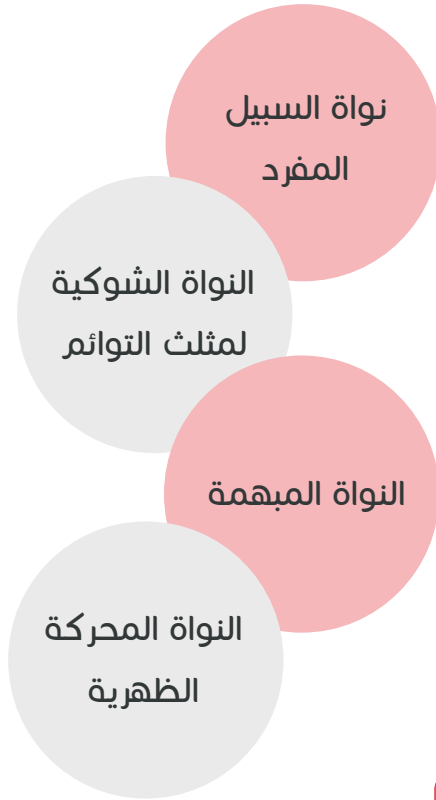 نواة السبيل
المفرد
النواة الشوكية
لمثلث التوائم
النواة المبهمة
النواة المحركة
الظهرية